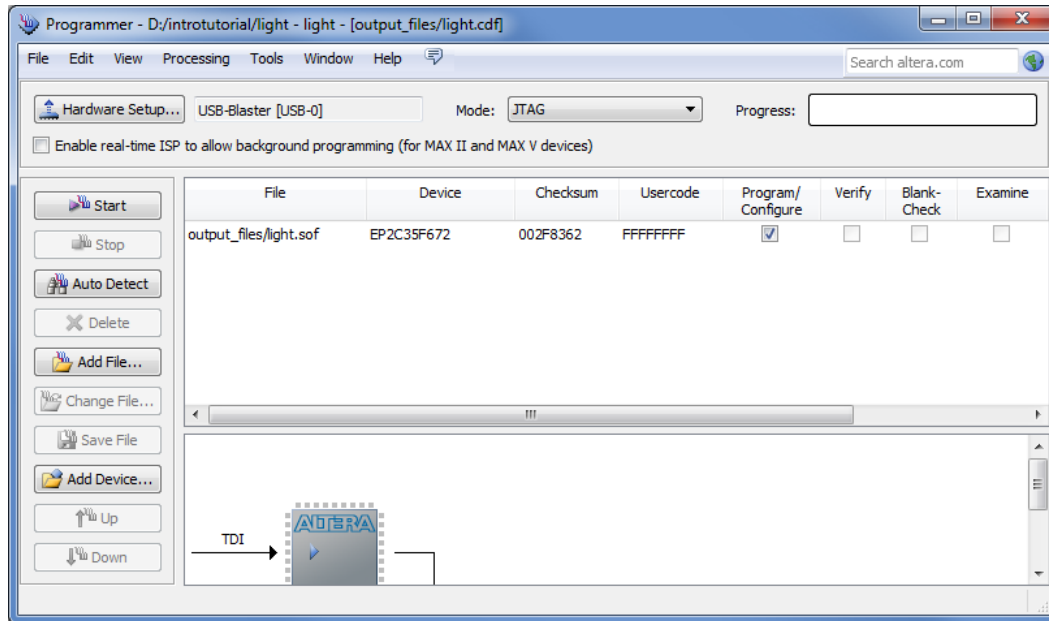 Programmer - D:/introtutorial/light - light - [output_files/light.cdf]
File Edit View Processing Tools Window Help
Search altera.com
Hardware Setup... USB-Blaster [USB-0] Mode: JTAG Progress:
Enable real-time ISP to allow background programming (for MAX II and MAX V devices)
Start
Stop
Auto Detect
Delete
Add File...
Change File...
Save File
Add Device...
Up
Down
File Device Checksum Usercode Program/ Configure Verify Blank- Check Examine
output_files/light.sof EP2C35F672 002F8362 FFFFFFFF
ALTERA
TDI